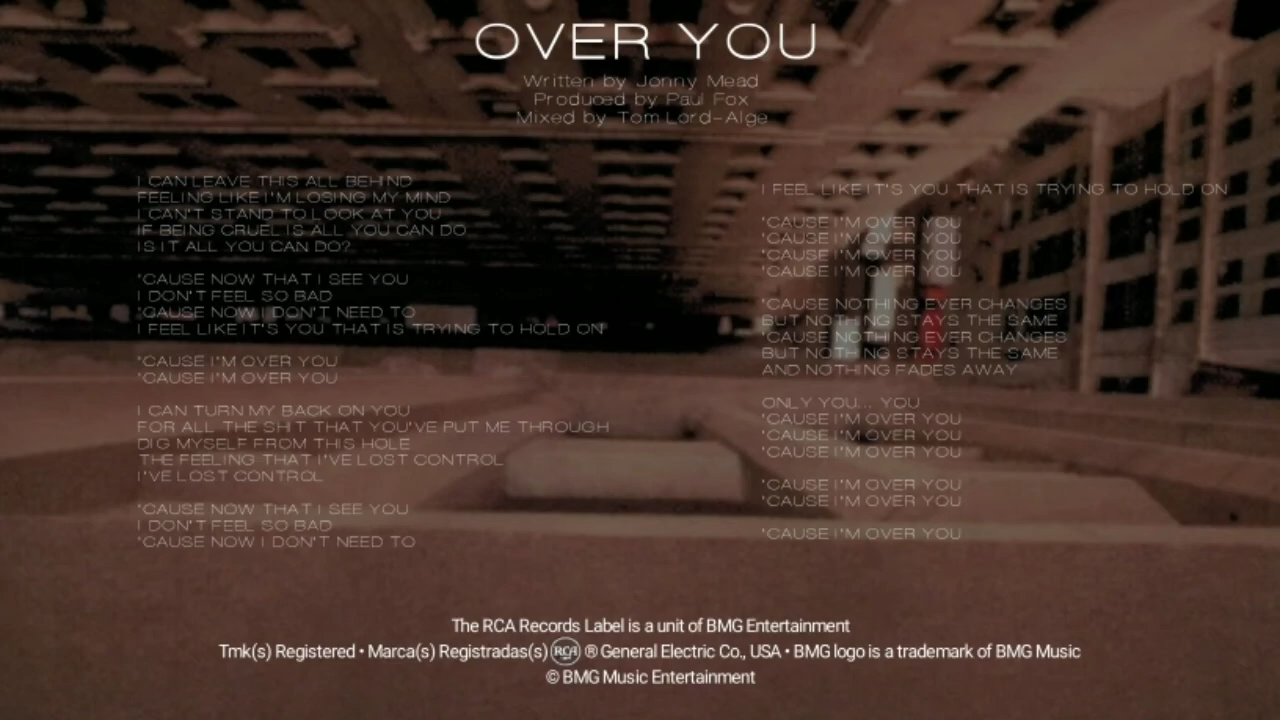 OVER YOU
Written by Jonny Mead
Produced by Paul Fox
Mixed by Tom Lord-Alge
I CAN LEAVE THIS ALL BEHIND
FEELING LIKE I'M LOSING MY MIND
I CAN'T STAND TO LOOK AT YOU
IF BEING CRUEL IS ALL YOU CAN DO
IS IT ALL YOU CAN DO?
'CAUSE NOW THAT I SEE YOU
I DON'T FEEL SO BAD
'CAUSE NOW I DON'T NEED TO
I FEEL LIKE IT'S YOU THAT IS TRYING TO HOLD ON
'CAUSE I'M OVER YOU
'CAUSE I'M OVER YOU
I CAN TURN MY BACK ON YOU
FOR ALL THE SHIT THAT YOU'VE PUT ME THROUGH
DIG MYSELF FROM THIS HOLE
THE FEELING THAT I'VE LOST CONTROL
I'VE LOST CONTROL
'CAUSE NOW THAT I SEE YOU
I DON'T FEEL SO BAD
'CAUSE NOW I DON'T NEED TO
I FEEL LIKE IT'S YOU THAT IS TRYING TO HOLD ON
'CAUSE I'M OVER YOU
'CAUSE I'M OVER YOU
'CAUSE I'M OVER YOU
'CAUSE I'M OVER YOU
'CAUSE NOTHING EVER CHANGES
BUT NOTHING STAYS THE SAME
'CAUSE NOTHING EVER CHANGES
BUT NOTHING STAYS THE SAME
AND NOTHING FADES AWAY
ONLY YOU... YOU
'CAUSE I'M OVER YOU
'CAUSE I'M OVER YOU
'CAUSE I'M OVER YOU
'CAUSE I'M OVER YOU
'CAUSE I'M OVER YOU
'CAUSE I'M OVER YOU
The RCA Records Label is a unit of BMG Entertainment
Tmk(s) Registered • Marca(s) Registradas(s) RCA ® General Electric Co., USA • BMG logo is a trademark of BMG Music
© BMG Music Entertainment